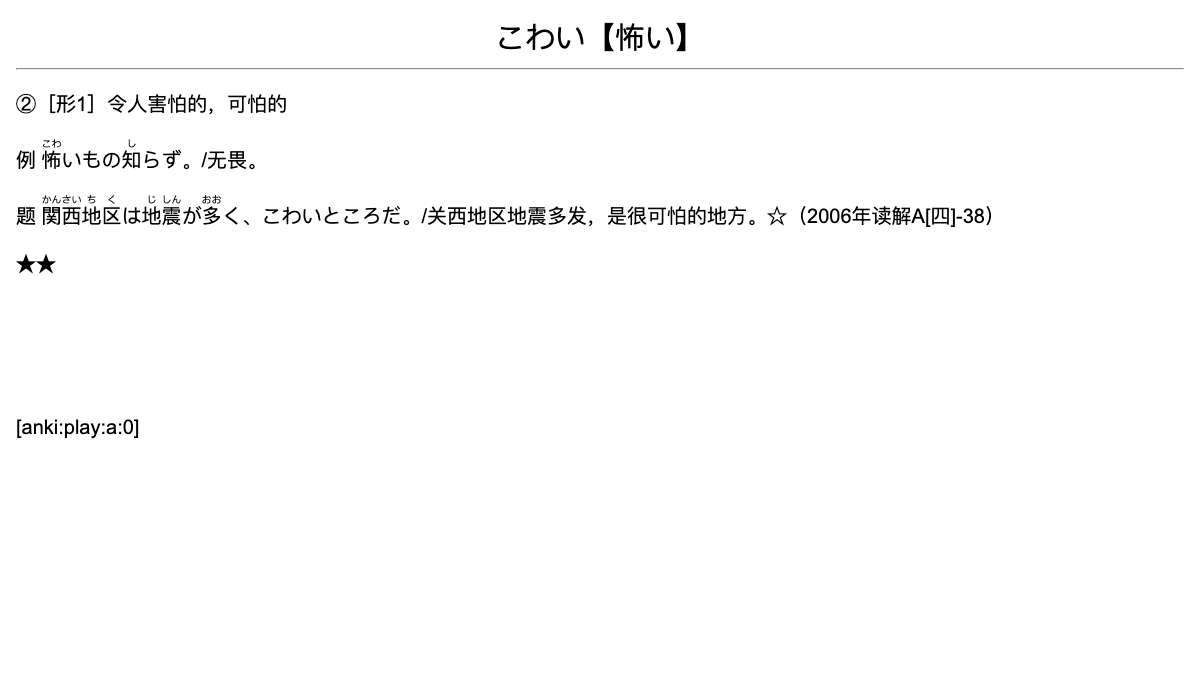 こわい【怖い】
②［形1］令人害怕的，可怕的
こわ し
例 怖いもの知らず。/无畏。
かんさい ち く じ しん おお
题 関西地区は地震が多く、こわいところだ。/关西地区地震多发，是很可怕的地方。☆（2006年读解A[四]-38）
★★
[anki:play:a:0]